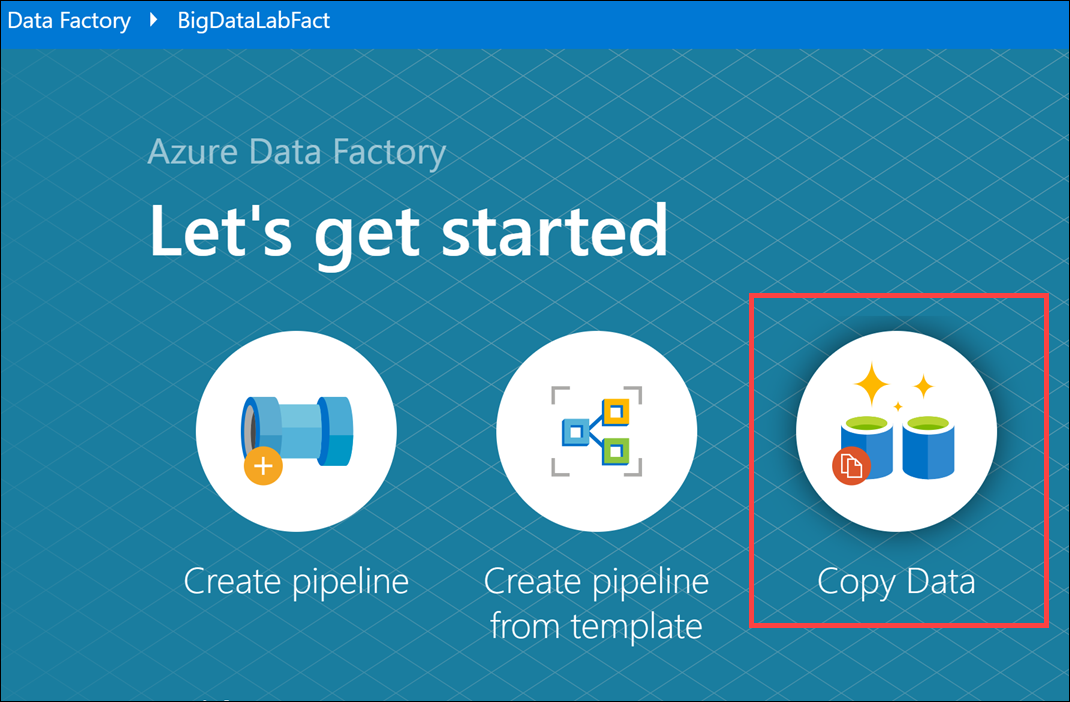 Data Factory BigDataLabFact
Azure Data Factory
Let's get started
Create pipeline
Create pipeline
from template
Copy Data